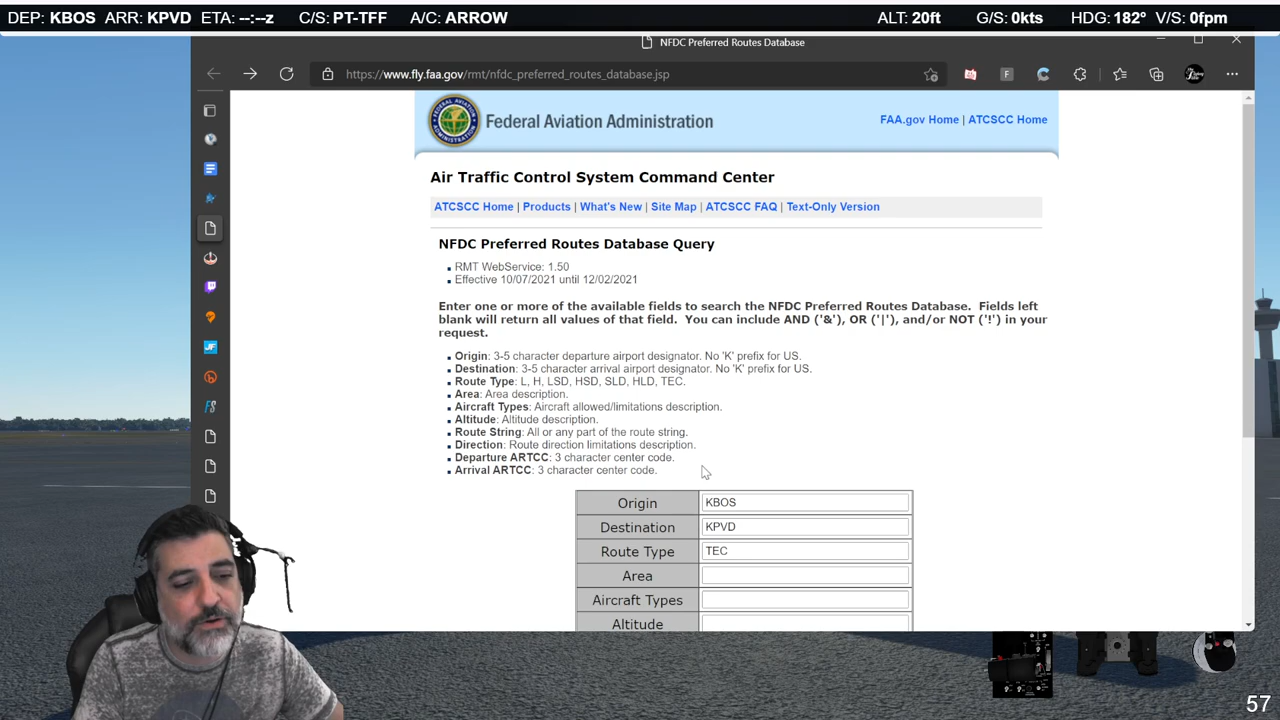 DEP: KBOS ARR: KPVD ETA: --:--z C/S: PT-TFF A/C: ARROW ALT: 20ft G/S: 0kts HDG: 182° V/S: 0fpm
NFDC Preferred Routes Database
https://www.fly.faa.gov/rmt/nfdc_preferred_routes_database.jsp
Federal Aviation Administration
FAA.gov Home | ATCSCC Home
Air Traffic Control System Command Center
ATCSCC Home | Products | What's New | Site Map | ATCSCC FAQ | Text-Only Version
NFDC Preferred Routes Database Query
RMT WebService: 1.50
Effective 10/07/2021 until 12/02/2021
Enter one or more of the available fields to search the NFDC Preferred Routes Database. Fields left
blank will return all values of that field. You can include AND ('&'), OR ('|'), and/or NOT ('!') in your
request.
Origin: 3-5 character departure airport designator. No 'K' prefix for US.
Destination: 3-5 character arrival airport designator. No 'K' prefix for US.
Route Type: L, H, LSD, HSD, SLD, HLD, TEC.
Area: Area description.
Aircraft Types: Aircraft allowed/limitations description.
Altitude: Altitude description.
Route String: All or any part of the route string.
Direction: Route direction limitations description.
Departure ARTCC: 3 character center code.
Arrival ARTCC: 3 character center code.
Origin KBOS
Destination KPVD
Route Type TEC
Area
Aircraft Types
Altitude
57